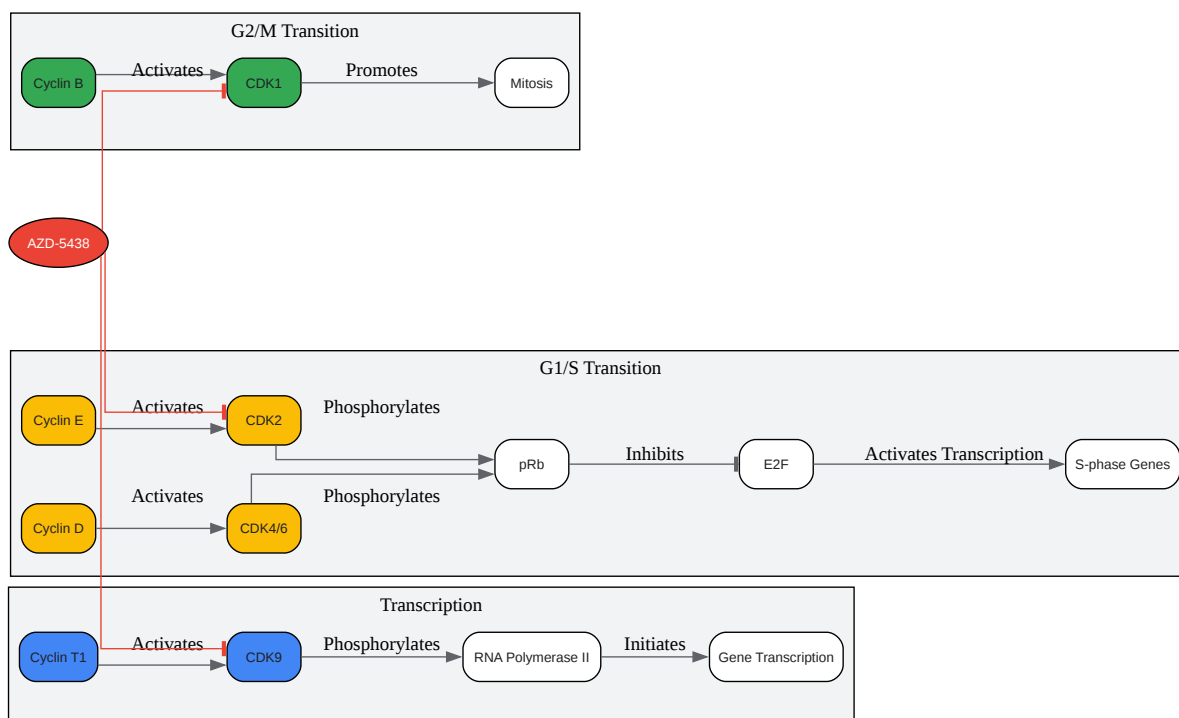 G2/M Transition
Cyclin B
Activates
CDK1
Promotes
Mitosis
AZD-5438
G1/S Transition
Cyclin E
Activates
CDK2
Phosphorylates
pRb
Inhibits
E2F
Activates Transcription
S-phase Genes
Cyclin D
Activates
CDK4/6
Phosphorylates
Transcription
Cyclin T1
Activates
CDK9
Phosphorylates
RNA Polymerase II
Initiates
Gene Transcription